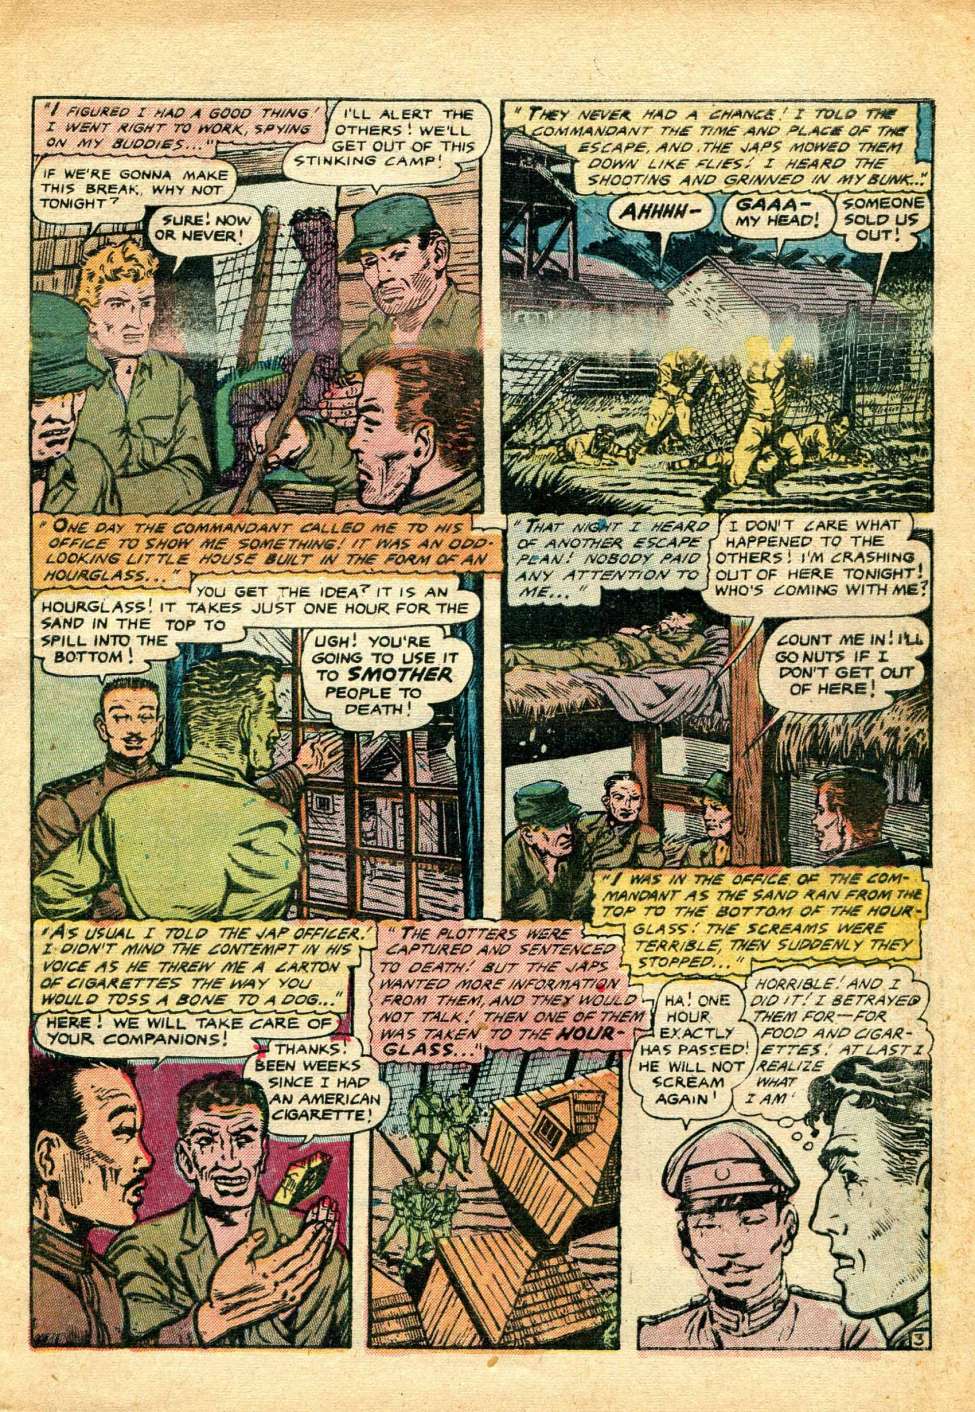 "I FIGURED I HAD A GOOD THING!
I WENT RIGHT TO WORK, SPYING
ON MY BUDDIES..."
IF WE'RE GONNA MAKE
THIS BREAK, WHY NOT
TONIGHT?
SURE! NOW
OR NEVER!
I'LL ALERT THE
OTHERS! WE'LL
GET OUT OF THIS
STINKING CAMP!
"THEY NEVER HAD A CHANCE! I TOLD THE
COMMANDANT THE TIME AND PLACE OF THE
ESCAPE, AND THE JAPS MOWED THEM
DOWN LIKE FLIES! I HEARD THE
SHOOTING AND GRINNED IN MY BUNK..."
AHHHH-
GAAA-
MY HEAD!
SOMEONE
SOLD US
OUT!
"ONE DAY THE COMMANDANT CALLED ME TO HIS
OFFICE TO SHOW ME SOMETHING! IT WAS AN ODD-
LOOKING LITTLE HOUSE BUILT IN THE FORM OF AN
HOURGLASS..."
YOU GET THE IDEA? IT IS AN
HOURGLASS! IT TAKES JUST ONE HOUR FOR THE
SAND IN THE TOP TO
SPILL INTO THE
BOTTOM!
UGH! YOU'RE
GOING TO USE IT
TO SMOTHER
PEOPLE TO
DEATH!
"THAT NIGHT I HEARD
OF ANOTHER ESCAPE
PLAN! NOBODY PAID
ANY ATTENTION TO
ME..."
I DON'T CARE WHAT
HAPPENED TO THE
OTHERS! I'M CRASHING
OUT OF HERE TONIGHT!
WHO'S COMING WITH ME?
COUNT ME IN! I'LL
GO NUTS IF I
DON'T GET OUT
OF HERE!
"AS USUAL I TOLD THE JAP OFFICER!
I DIDN'T MIND THE CONTEMPT IN HIS
VOICE AS HE THREW ME A CARTON
OF CIGARETTES THE WAY YOU
WOULD TOSS A BONE TO A DOG..."
HERE! WE WILL TAKE CARE OF
YOUR COMPANIONS!
THANKS!
BEEN WEEKS
SINCE I HAD
AN AMERICAN
CIGARETTE!
"THE PLOTTERS WERE
CAPTURED AND SENTENCED
TO DEATH! BUT THE JAPS
WANTED MORE INFORMATION
FROM THEM, AND THEY WOULD
NOT TALK! THEN ONE OF THEM
WAS TAKEN TO THE HOUR-
GLASS..."
"I WAS IN THE OFFICE OF THE COM-
MANDANT AS THE SAND RAN FROM THE
TOP TO THE BOTTOM OF THE HOUR-
GLASS! THE SCREAMS WERE
TERRIBLE, THEN SUDDENLY THEY
STOPPED..."
HA! ONE
HOUR
EXACTLY
HAS PASSED!
HE WILL NOT
SCREAM
AGAIN!
HORRIBLE! AND I
DID IT! I BETRAYED
THEM FOR--FOR
FOOD AND CIGAR-
ETTES! AT LAST I
REALIZE
WHAT
I AM!
3